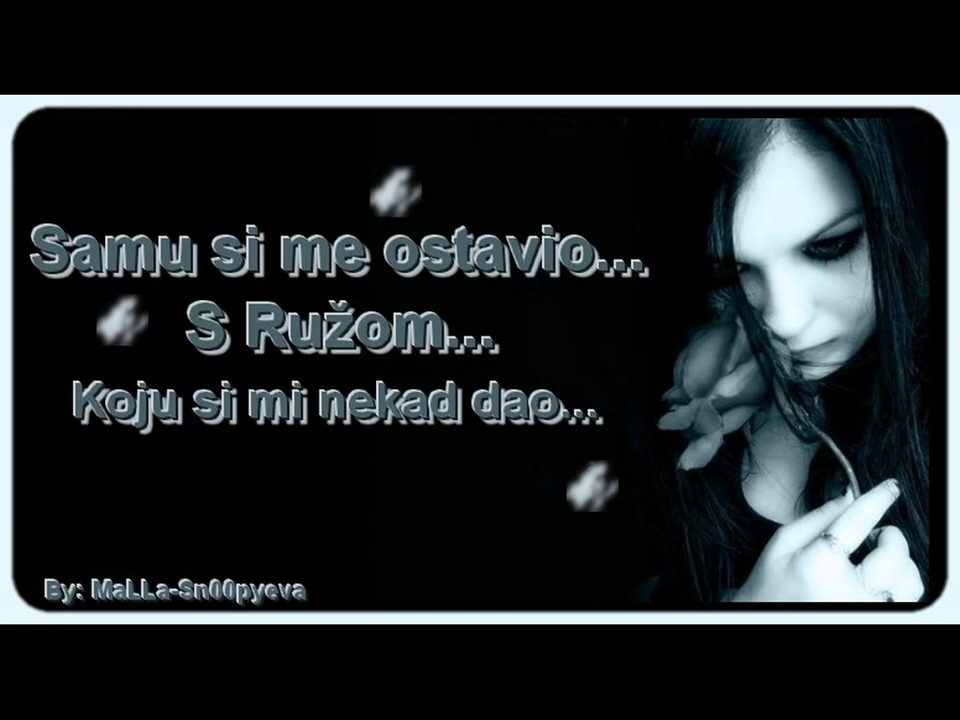 Samu si me ostavio...
S Ružom...
Koju si mi nekad dao...
By: MaLLa-Sn00pyeva